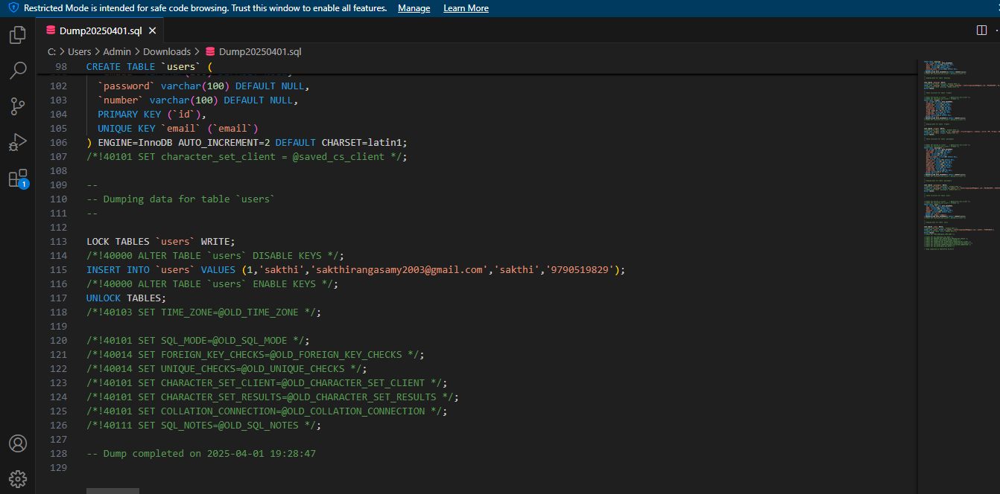 Restricted Mode is intended for safe code browsing. Trust this window to enable all features. Manage Learn More
Dump20250401.sql
C: > Users > Admin > Downloads > Dump20250401.sql
98 CREATE TABLE `users` (
102 `password` varchar(100) DEFAULT NULL,
103 `number` varchar(100) DEFAULT NULL,
104 PRIMARY KEY (`id`),
105 UNIQUE KEY `email` (`email`)
106 ) ENGINE=InnoDB AUTO_INCREMENT=2 DEFAULT CHARSET=latin1;
107 /*!40101 SET character_set_client = @saved_cs_client */;
108
109 --
110 -- Dumping data for table `users`
111 --
112
113 LOCK TABLES `users` WRITE;
114 /*!40000 ALTER TABLE `users` DISABLE KEYS */;
115 INSERT INTO `users` VALUES (1,'sakthi','sakthirangasamy2003@gmail.com','sakthi','9790519829');
116 /*!40000 ALTER TABLE `users` ENABLE KEYS */;
117 UNLOCK TABLES;
118 /*!40103 SET TIME_ZONE=@OLD_TIME_ZONE */;
119
120 /*!40101 SET SQL_MODE=@OLD_SQL_MODE */;
121 /*!40014 SET FOREIGN_KEY_CHECKS=@OLD_FOREIGN_KEY_CHECKS */;
122 /*!40014 SET UNIQUE_CHECKS=@OLD_UNIQUE_CHECKS */;
123 /*!40101 SET CHARACTER_SET_CLIENT=@OLD_CHARACTER_SET_CLIENT */;
124 /*!40101 SET CHARACTER_SET_RESULTS=@OLD_CHARACTER_SET_RESULTS */;
125 /*!40101 SET COLLATION_CONNECTION=@OLD_COLLATION_CONNECTION */;
126 /*!40111 SET SQL_NOTES=@OLD_SQL_NOTES */;
127
128 -- Dump completed on 2025-04-01 19:28:47
129
1